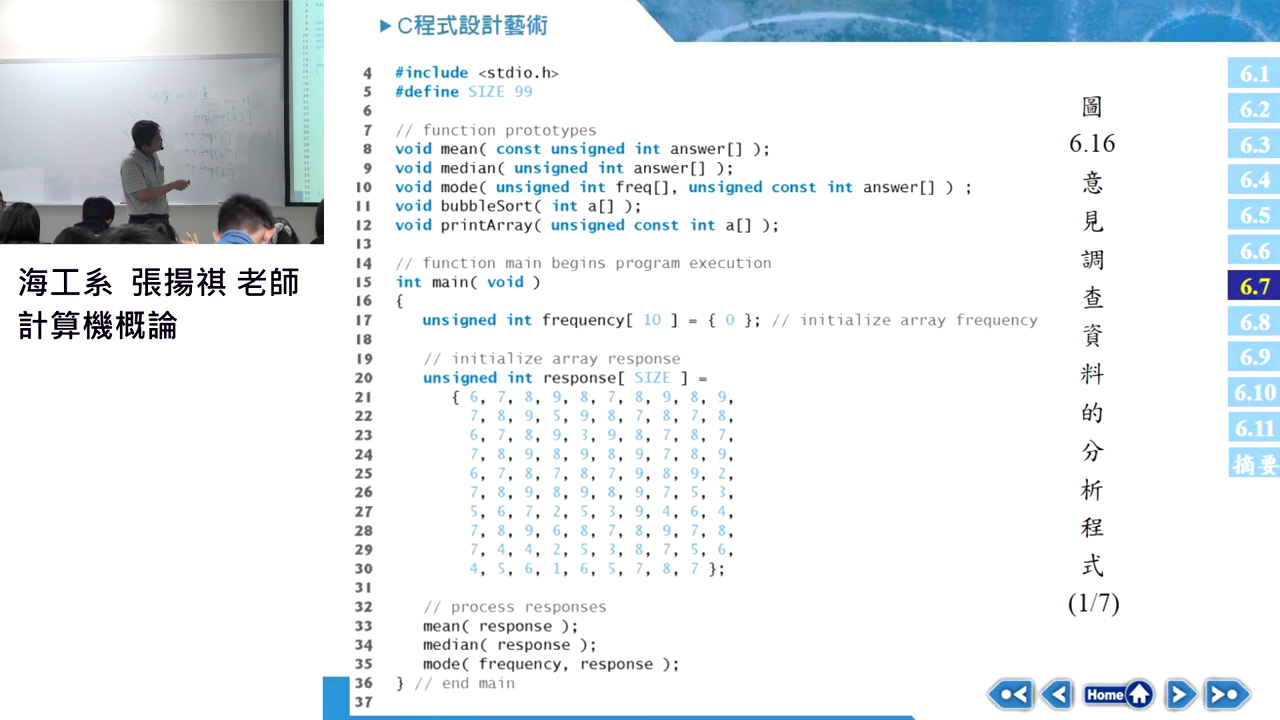 C程式設計藝術
海工系 張揚祺 老師
計算機概論
4 #include <stdio.h>
5 #define SIZE 99
6
7 // function prototypes
8 void mean( const unsigned int answer[] );
9 void median( unsigned int answer[] );
10 void mode( unsigned int freq[], unsigned const int answer[] ) ;
11 void bubbleSort( int a[] );
12 void printArray( unsigned const int a[] );
13
14 // function main begins program execution
15 int main( void )
16 {
17 unsigned int frequency[ 10 ] = { 0 }; // initialize array frequency
18
19 // initialize array response
20 unsigned int response[ SIZE ] =
21 { 6, 7, 8, 9, 8, 7, 8, 9, 8, 9,
22 7, 8, 9, 5, 9, 8, 7, 8, 7, 8,
23 6, 7, 8, 9, 3, 9, 8, 7, 8, 7,
24 7, 8, 9, 8, 9, 8, 9, 7, 8, 9,
25 6, 7, 8, 7, 8, 7, 9, 8, 9, 2,
26 7, 8, 9, 8, 9, 8, 9, 7, 5, 3,
27 5, 6, 7, 2, 5, 3, 9, 4, 6, 4,
28 7, 8, 9, 6, 8, 7, 8, 9, 7, 8,
29 7, 4, 4, 2, 5, 3, 8, 7, 5, 6,
30 4, 5, 6, 1, 6, 5, 7, 8, 7 };
31
32 // process responses
33 mean( response );
34 median( response );
35 mode( frequency, response );
36 } // end main
37
圖
6.16
意
見
調
查
資
料
的
分
析
程
式
(1/7)
6.1
6.2
6.3
6.4
6.5
6.6
6.7
6.8
6.9
6.10
6.11
摘要
Home